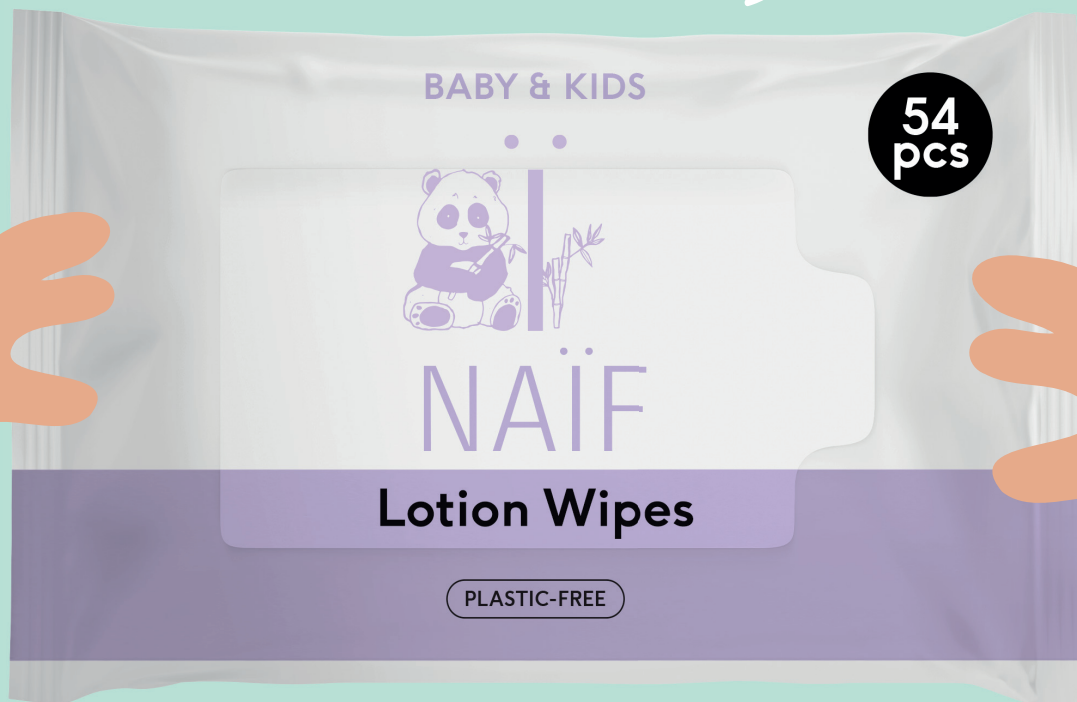 BABY & KIDS
54
pcs
NAÏF
Lotion Wipes
PLASTIC-FREE